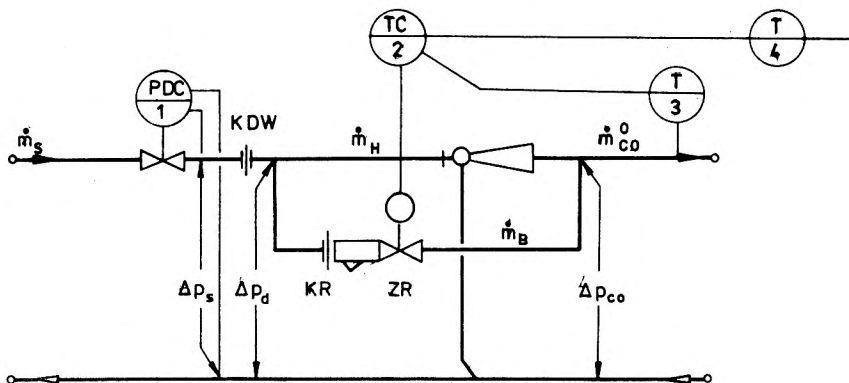 TC
2
T
4
PDC
1
T
3
ṁS
KDW
ṁH
ṁ°CO
ṁB
Δps
Δpd
KR
ZR
Δpco